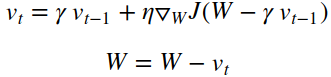 v_t = γ v_{t−1} + η▽_W J(W − γ v_{t−1})
W = W − v_t